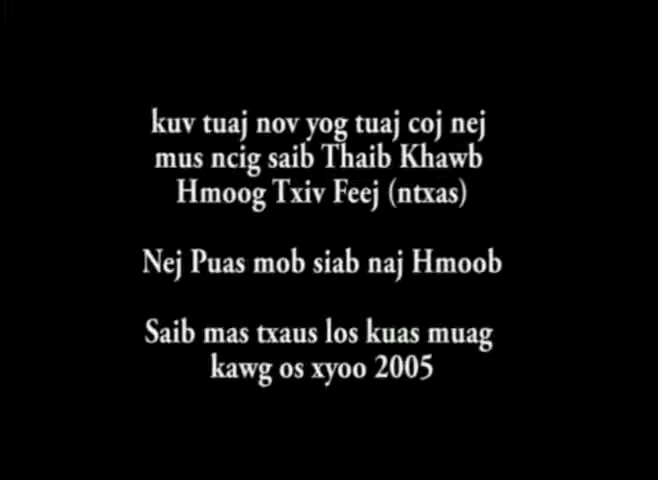 kuv tuaj nov yog tuaj coj nej
mus ncig saib Thaib Khawb
Hmoog Txiv Feej (ntxas)
Nej Puas mob siab naj Hmoob
Saib mas txaus los kuas muag
kawg os xyoo 2005